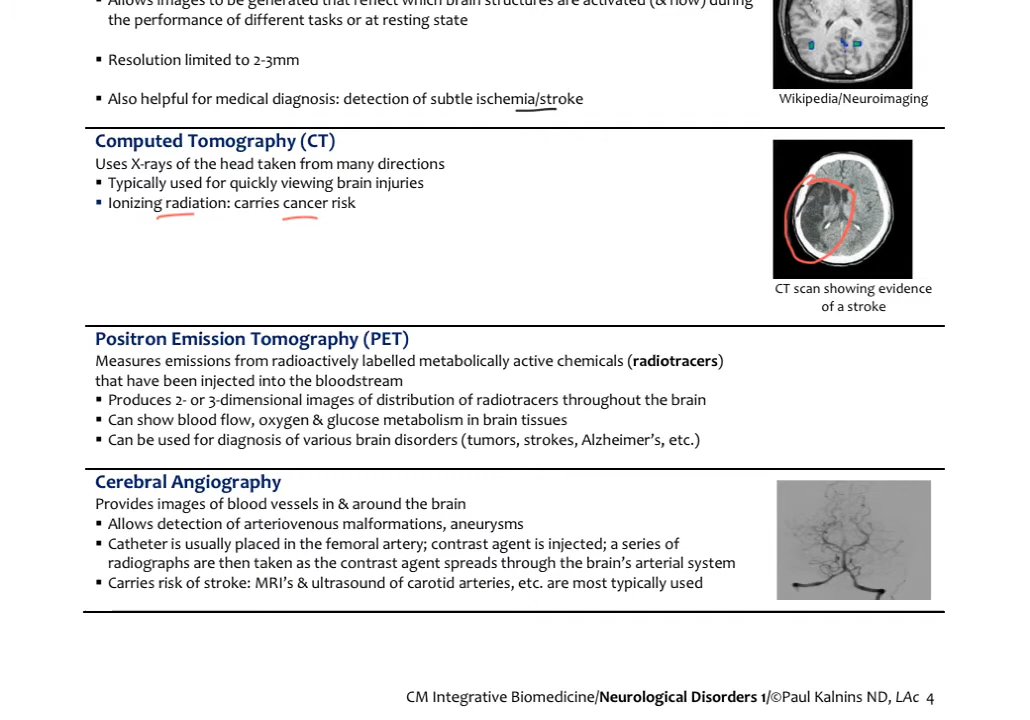 Allows images to be generated that reflect which brain structures are activated (& how) during
the performance of different tasks or at resting state
▪ Resolution limited to 2-3mm
▪ Also helpful for medical diagnosis: detection of subtle ischemia/stroke
Wikipedia/Neuroimaging
Computed Tomography (CT)
Uses X-rays of the head taken from many directions
▪ Typically used for quickly viewing brain injuries
▪ Ionizing radiation: carries cancer risk
CT scan showing evidence
of a stroke
Positron Emission Tomography (PET)
Measures emissions from radioactively labelled metabolically active chemicals (radiotracers)
that have been injected into the bloodstream
▪ Produces 2- or 3-dimensional images of distribution of radiotracers throughout the brain
▪ Can show blood flow, oxygen & glucose metabolism in brain tissues
▪ Can be used for diagnosis of various brain disorders (tumors, strokes, Alzheimer's, etc.)
Cerebral Angiography
Provides images of blood vessels in & around the brain
▪ Allows detection of arteriovenous malformations, aneurysms
▪ Catheter is usually placed in the femoral artery; contrast agent is injected; a series of
radiographs are then taken as the contrast agent spreads through the brain's arterial system
▪ Carries risk of stroke: MRI's & ultrasound of carotid arteries, etc. are most typically used
CM Integrative Biomedicine/Neurological Disorders 1/©Paul Kalnins ND, LAc 4